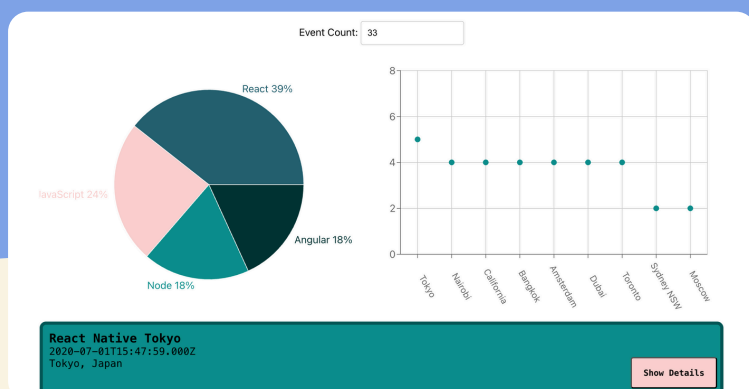 Event Count: 33
React 39%
JavaScript 24%
Node 18%
Angular 18%
8
6
4
2
0
Tokyo
Nairobi
California
Bangkok
Amsterdam
Dubai
Toronto
Sydney NSW
Moscow
React Native Tokyo
2020-07-01T15:47:59.000Z
Tokyo, Japan
Show Details